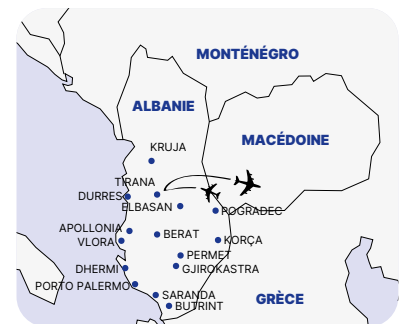 MONTÉNÉGRO
ALBANIE
MACÉDOINE
KRUJA
TIRANA
DURRES
ELBASAN
POGRADEC
APOLLONIA
BERAT
VLORA
KORÇA
PERMET
DHERMI
GJIROKASTRA
PORTO PALERMO
SARANDA
GRÈCE
BUTRINT